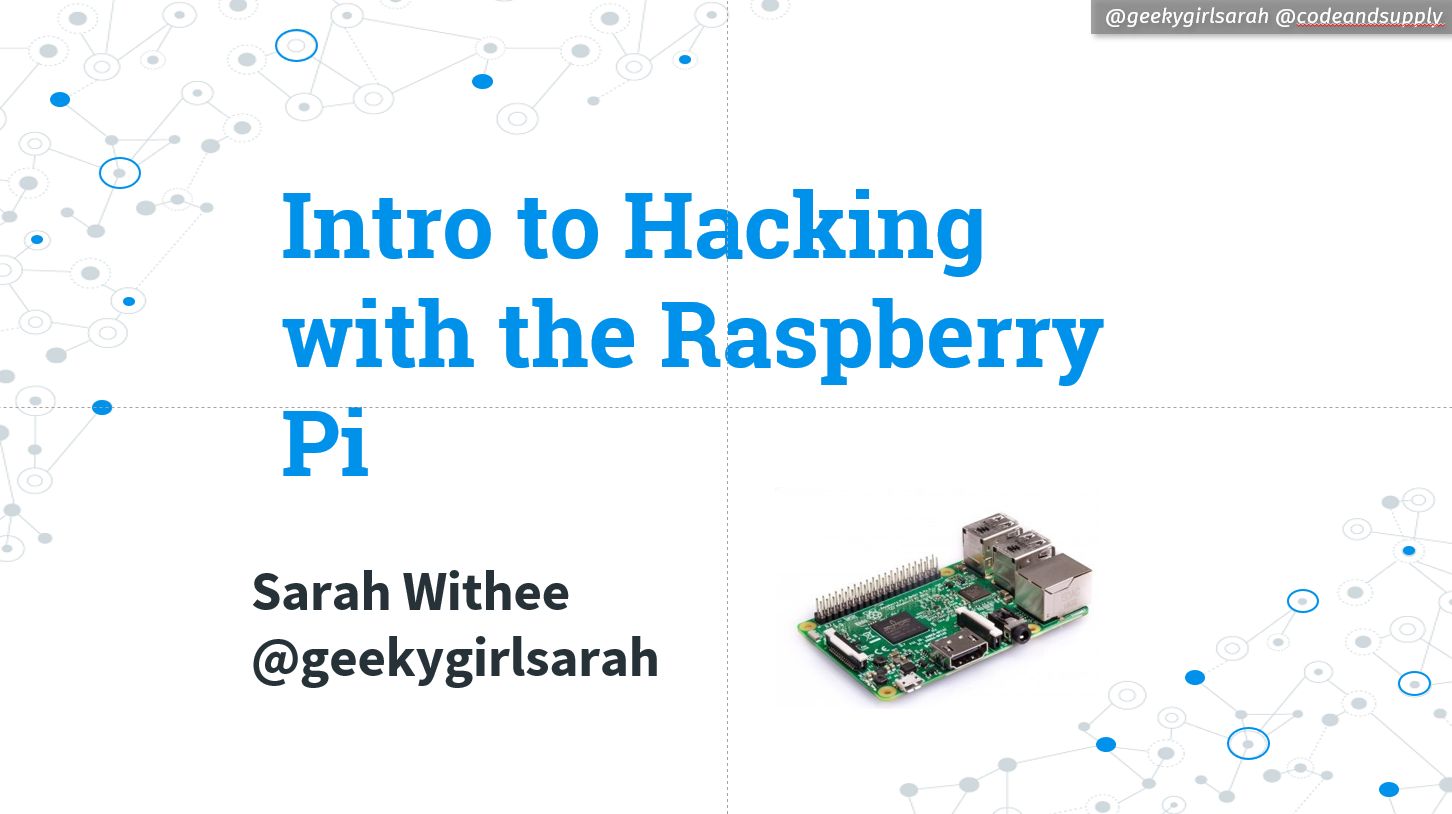 @geekygirlsarah @codeandsupply
Intro to Hacking
with the Raspberry
Pi
Sarah Withee
@geekygirlsarah